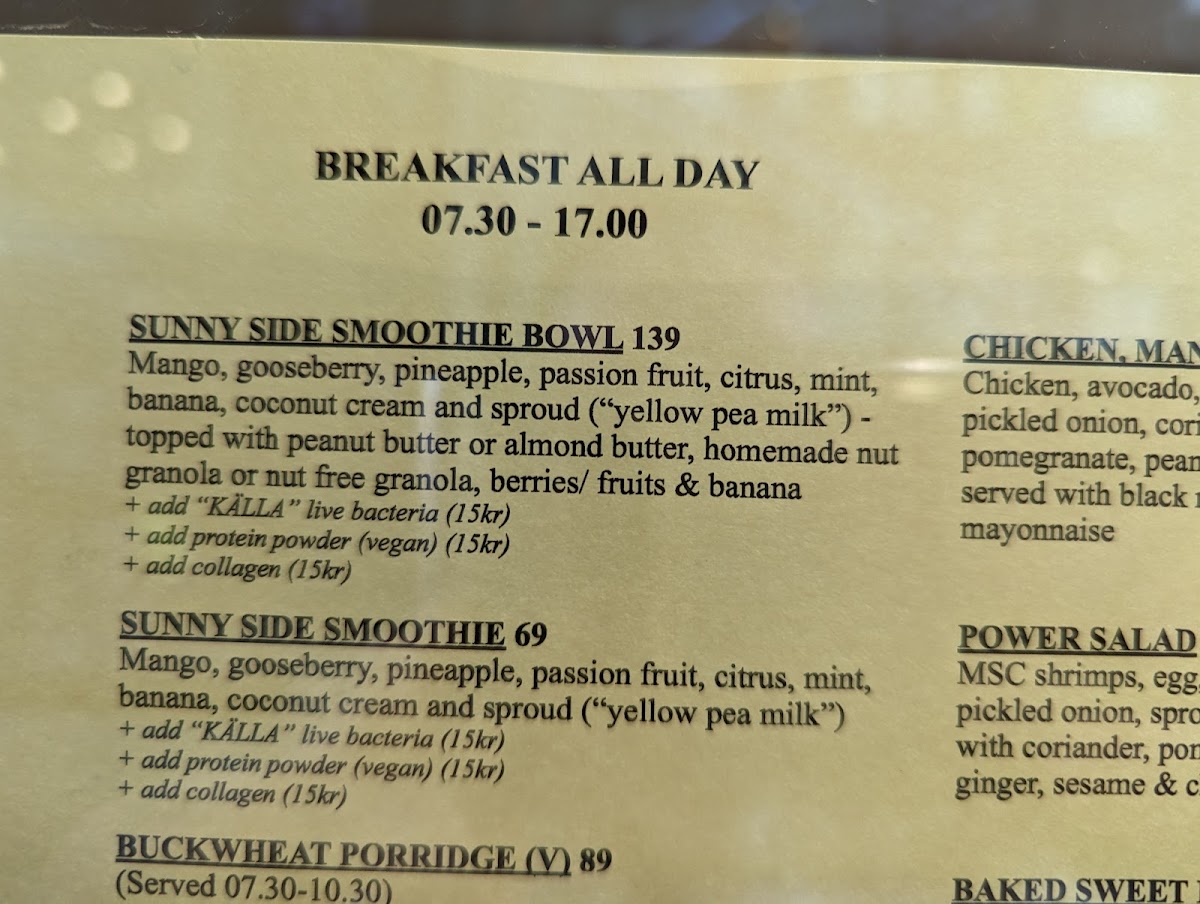 BREAKFAST ALL DAY
07.30 - 17.00
SUNNY SIDE SMOOTHIE BOWL 139
Mango, gooseberry, pineapple, passion fruit, citrus, mint,
banana, coconut cream and sproud (“yellow pea milk”) -
topped with peanut butter or almond butter, homemade nut
granola or nut free granola, berries/ fruits & banana
+ add “KÄLLA” live bacteria (15kr)
+ add protein powder (vegan) (15kr)
+ add collagen (15kr)
SUNNY SIDE SMOOTHIE 69
Mango, gooseberry, pineapple, passion fruit, citrus, mint,
banana, coconut cream and sproud (“yellow pea milk”)
+ add “KÄLLA” live bacteria (15kr)
+ add protein powder (vegan) (15kr)
+ add collagen (15kr)
BUCKWHEAT PORRIDGE (V) 89
(Served 07.30-10.30)
CHICKEN,
Chicken, avocado,
pickled onion,
pomegranate,
served with black
mayonnaise
POWER SALAD
MSC shrimps, egg,
pickled onion,
with coriander,
ginger, sesame &
BAKED SWEET